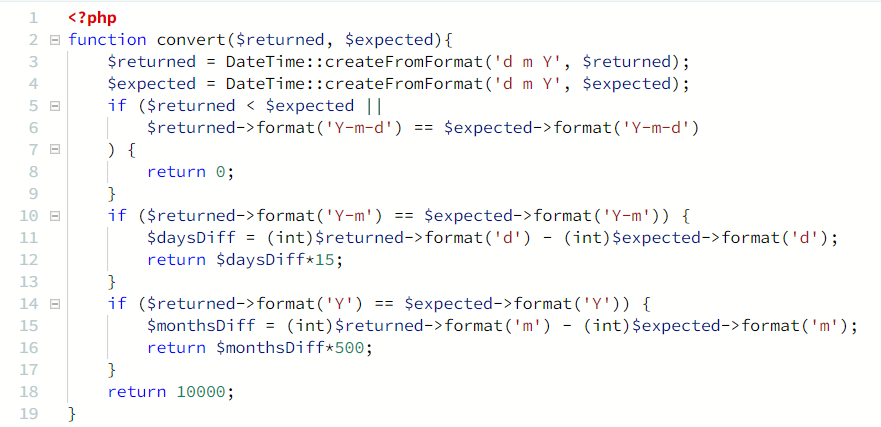 1 <?php
2 function convert($returned, $expected){
3 $returned = DateTime::createFromFormat('d m Y', $returned);
4 $expected = DateTime::createFromFormat('d m Y', $expected);
5 if ($returned < $expected ||
6 $returned->format('Y-m-d') == $expected->format('Y-m-d')
7 ) {
8 return 0;
9 }
10 if ($returned->format('Y-m') == $expected->format('Y-m')) {
11 $daysDiff = (int)$returned->format('d') - (int)$expected->format('d');
12 return $daysDiff*15;
13 }
14 if ($returned->format('Y') == $expected->format('Y')) {
15 $monthsDiff = (int)$returned->format('m') - (int)$expected->format('m');
16 return $monthsDiff*500;
17 }
18 return 10000;
19 }